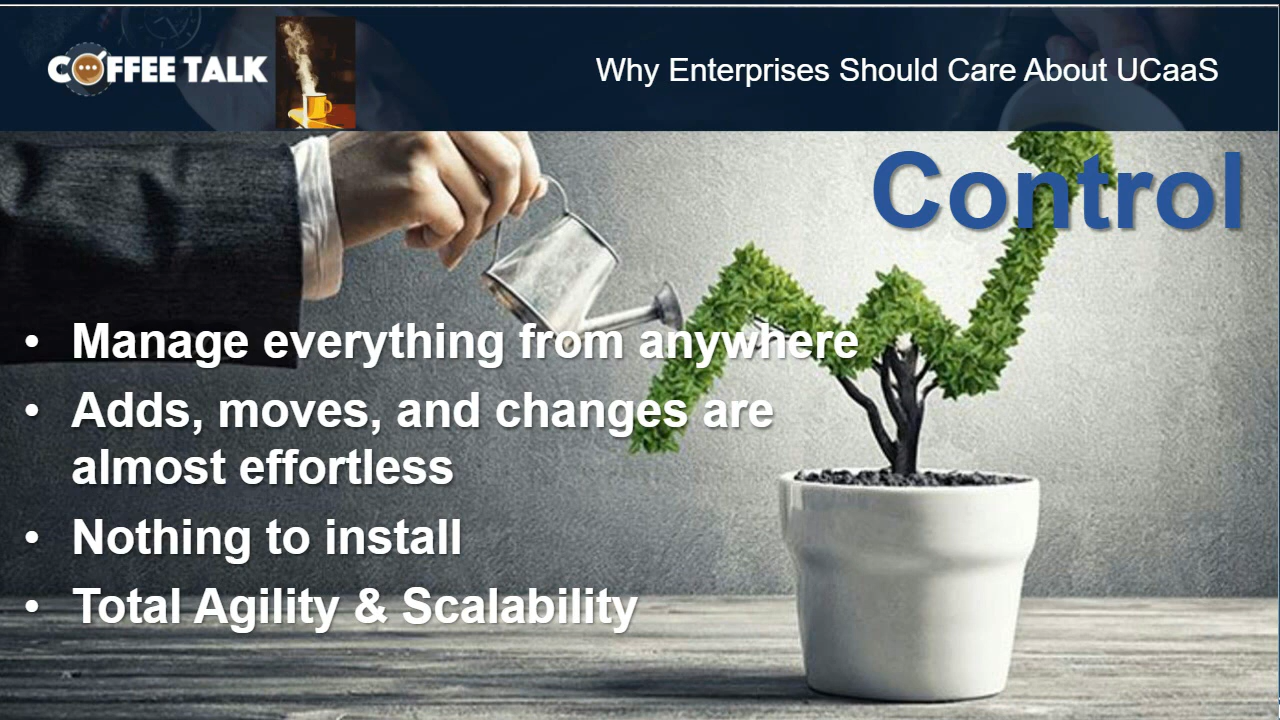 COFFEE TALK
Why Enterprises Should Care About UCaaS
Control
• Manage everything from anywhere
• Adds, moves, and changes are
almost effortless
• Nothing to install
• Total Agility & Scalability